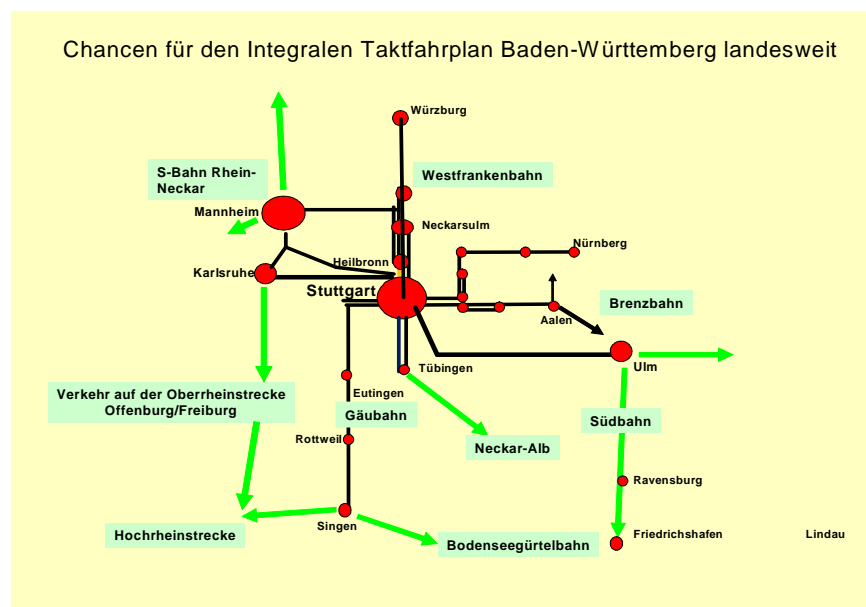 Chancen für den Integralen Taktfahrplan Baden-Württemberg landesweit
Würzburg
S-Bahn Rhein-
Neckar
Westfrankenbahn
Mannheim
Neckarsulm
Nürnberg
Heilbronn
Karlsruhe
Stuttgart
Brenzbahn
Aalen
Ulm
Tübingen
Verkehr auf der Oberrheinstrecke
Offenburg/Freiburg
Eutingen
Gäubahn
Südbahn
Rottweil
Neckar-Alb
Ravensburg
Singen
Hochrheinstrecke
Bodenseegürtelbahn
Friedrichshafen
Lindau